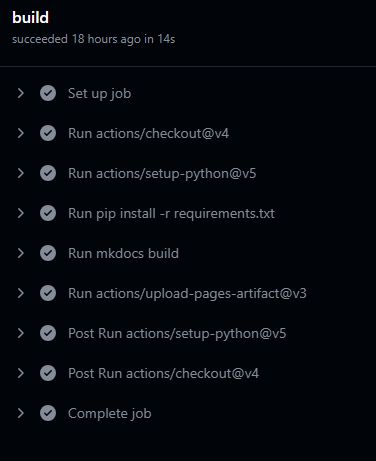 build
succeeded 18 hours ago in 14s
Set up job
Run actions/checkout@v4
Run actions/setup-python@v5
Run pip install -r requirements.txt
Run mkdocs build
Run actions/upload-pages-artifact@v3
Post Run actions/setup-python@v5
Post Run actions/checkout@v4
Complete job